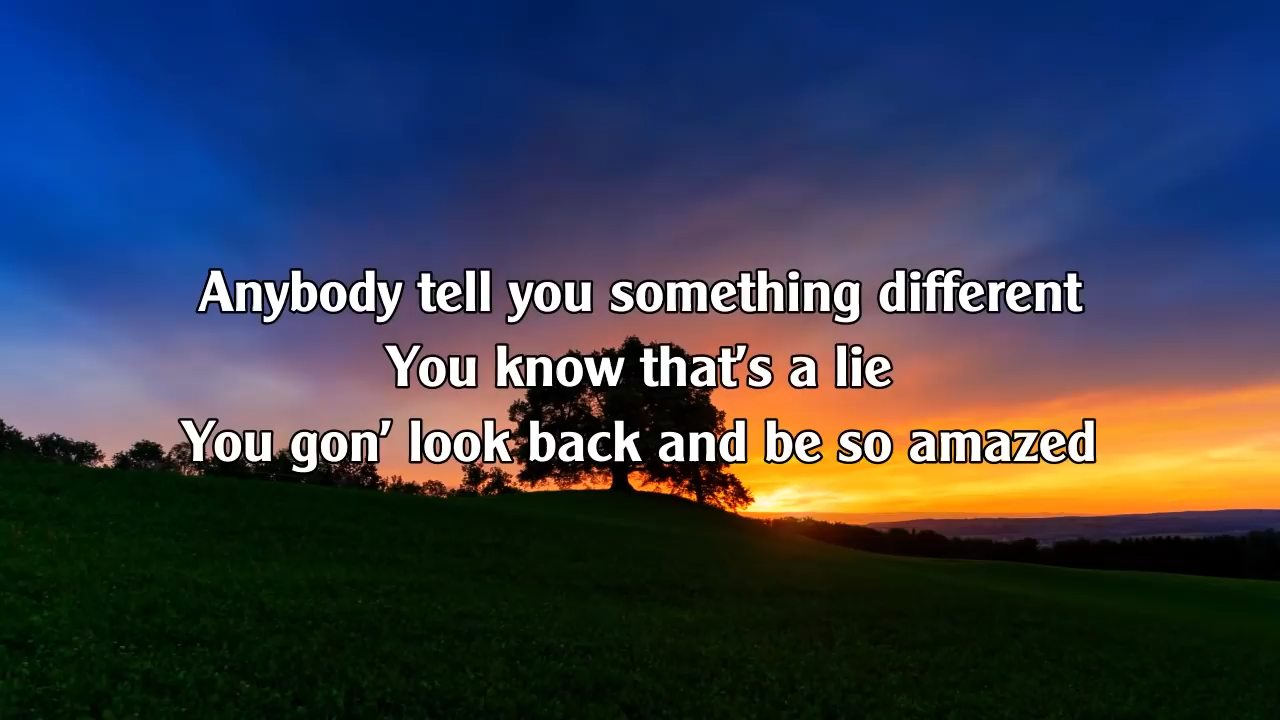 Anybody tell you something different
You know that's a lie
You gon' look back and be so amazed